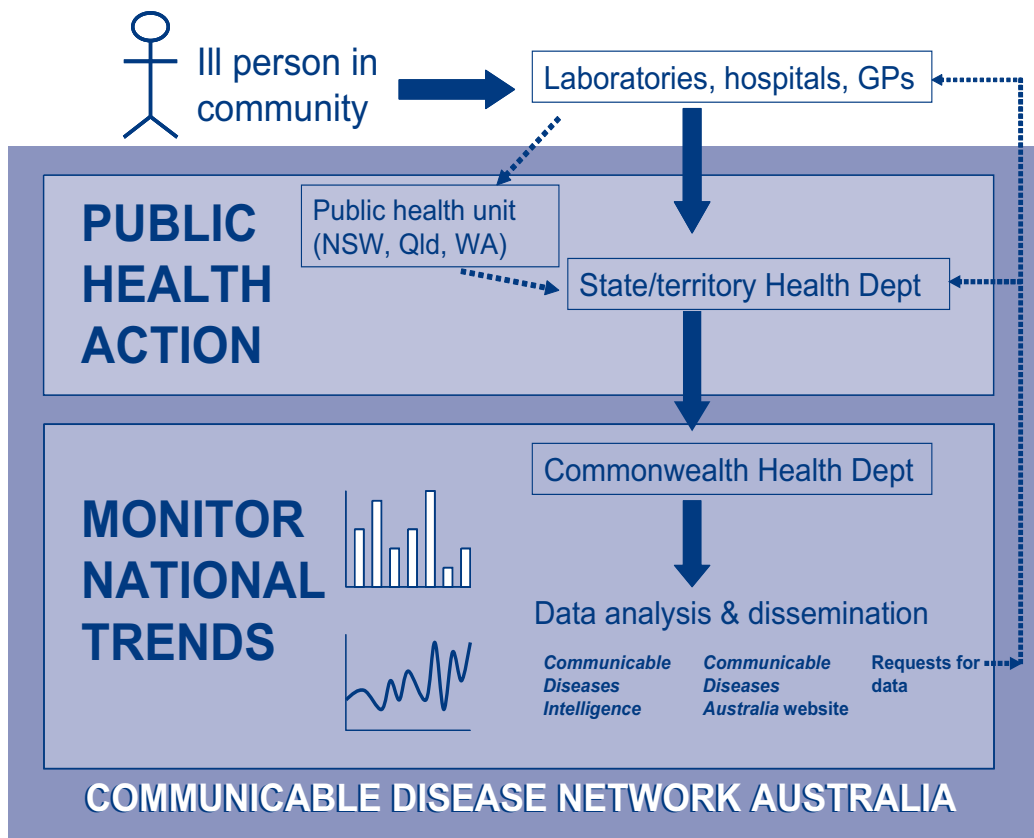 Ill person in
community
Laboratories, hospitals, GPs
PUBLIC
HEALTH
ACTION
Public health unit
(NSW, Qld, WA)
State/territory Health Dept
MONITOR
NATIONAL
TRENDS
Commonwealth Health Dept
Data analysis & dissemination
Communicable
Diseases
Intelligence
Communicable
Diseases
Australia website
Requests for
data
COMMUNICABLE DISEASE NETWORK AUSTRALIA